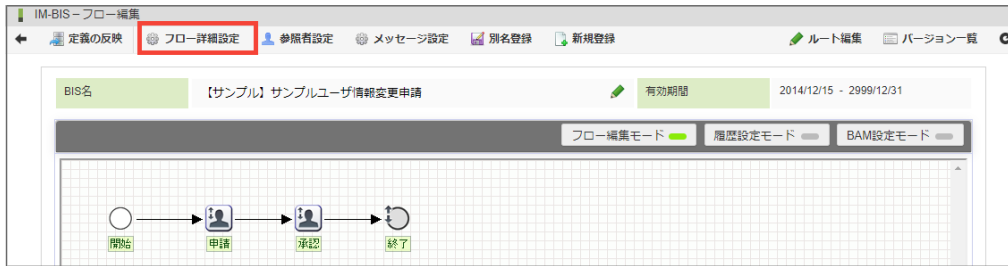 IM-BIS－フロー編集
定義の反映 フロー詳細設定 参照者設定 メッセージ設定 別名登録 新規登録 ルート編集 バージョン一覧
BIS名 【サンプル】サンプルユーザ情報変更申請 有効期間 2014/12/15 - 2999/12/31
フロー編集モード 履歴設定モード BAM設定モード
開始 申請 承認 終了